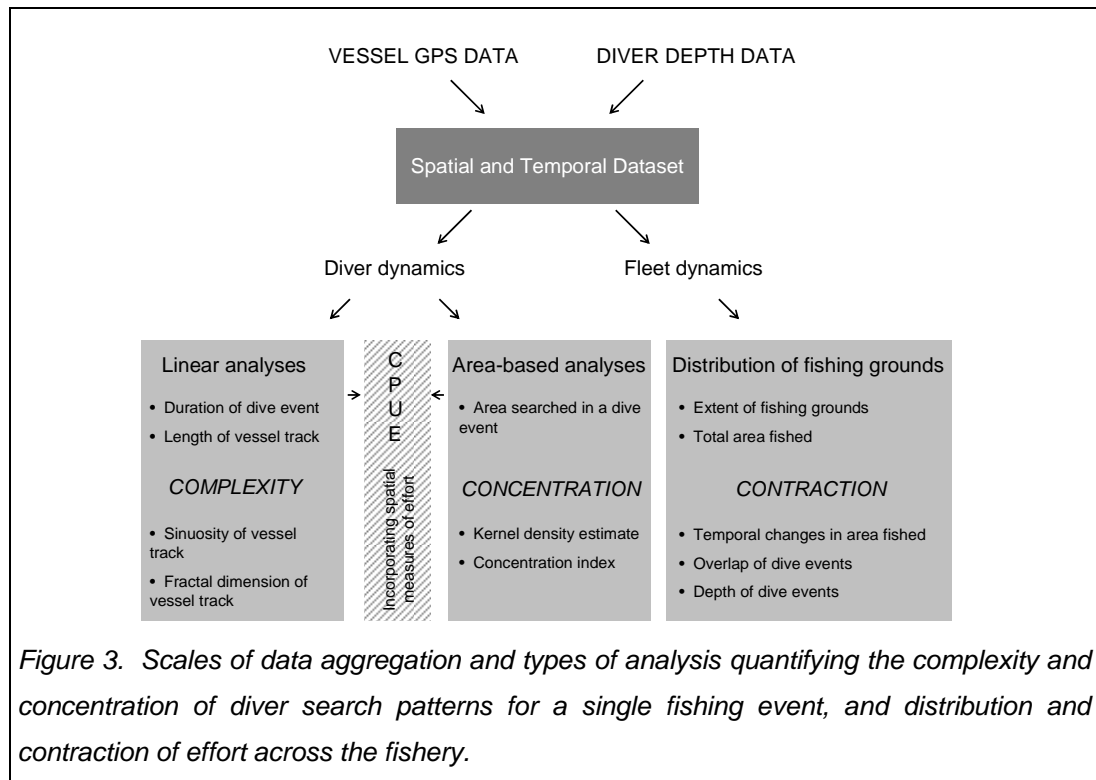 VESSEL GPS DATA
DIVER DEPTH DATA
Spatial and Temporal Dataset
Diver dynamics
Fleet dynamics
Linear analyses
• Duration of dive event
• Length of vessel track
COMPLEXITY
• Sinuosity of vessel
track
• Fractal dimension of
vessel track
C
P
U
E
Incorporating spatial
measures of effort
Area-based analyses
• Area searched in a dive
event
CONCENTRATION
• Kernel density estimate
• Concentration index
Distribution of fishing grounds
• Extent of fishing grounds
• Total area fished
CONTRACTION
• Temporal changes in area fished
• Overlap of dive events
• Depth of dive events
Figure 3. Scales of data aggregation and types of analysis quantifying the complexity and
concentration of diver search patterns for a single fishing event, and distribution and
contraction of effort across the fishery.